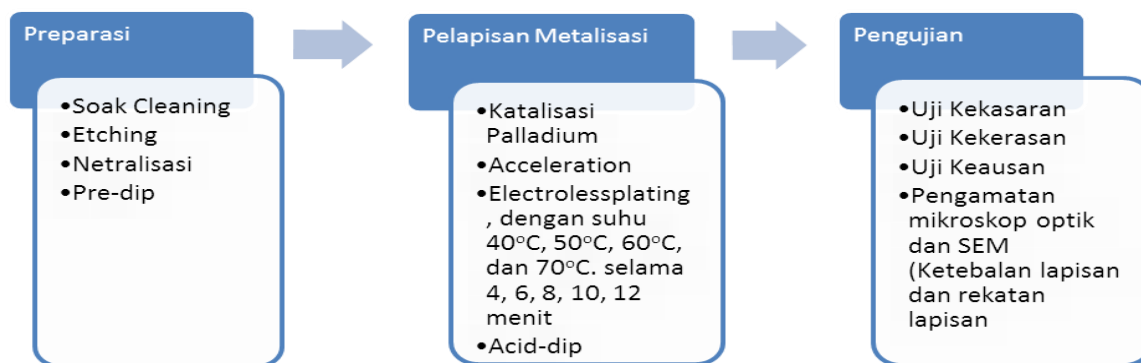 Preparasi
•Soak Cleaning
•Etching
•Netralisasi
•Pre-dip
Pelapisan Metalisasi
•Katalisasi
Palladium
•Acceleration
•Electrolessplating
, dengan suhu
40°C, 50°C, 60°C,
dan 70°C. selama
4, 6, 8, 10, 12
menit
•Acid-dip
Pengujian
•Uji Kekasaran
•Uji Kekerasan
•Uji Keausan
•Pengamatan
mikroskop optik
dan SEM
(Ketebalan lapisan
dan rekatan
lapisan